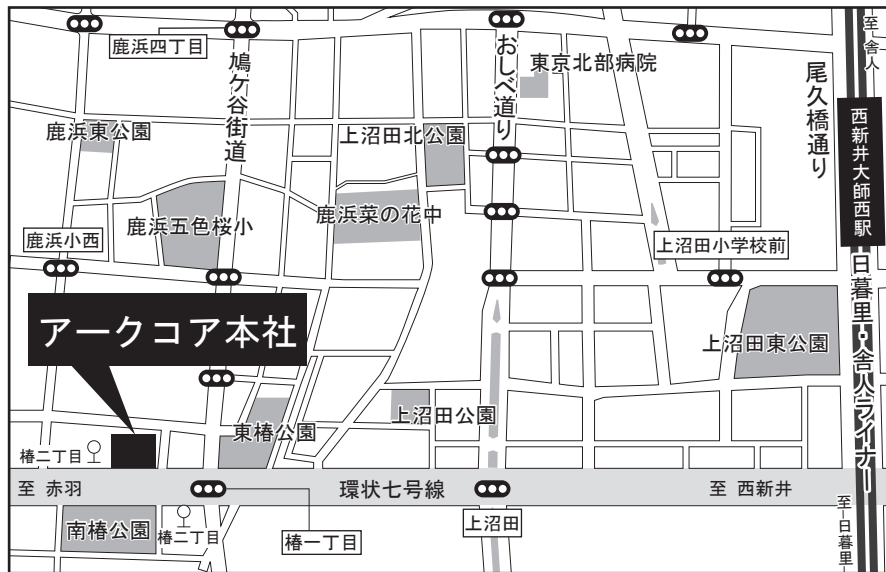 鹿浜四丁目
鳩ケ谷街道
おしべ道り
東京北部病院
尾久橋通り
至 舎人
西新井大師西駅
日暮里・舎人ライナー
鹿浜東公園
上沼田北公園
鹿浜五色桜小
鹿浜菜の花中
鹿浜小西
上沼田小学校前
アークコア本社
上沼田東公園
東椿公園
上沼田公園
椿二丁目
至 赤羽
環状七号線
至 西新井
至 日暮里
南椿公園
椿二丁目
椿一丁目
上沼田